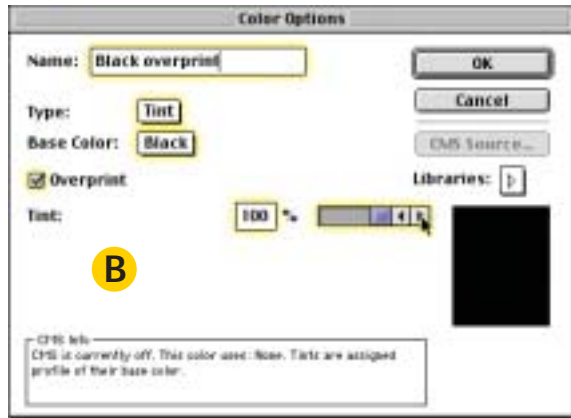 Color Options
Name: Black overprint
OK
Cancel
Type: Tint
Base Color: Black
CMS Source...
Overprint
Libraries:
Tint: 100 %
B
CMS Info
CMS is currently off. This color uses: None. Tints are assigned
profile of their base color.